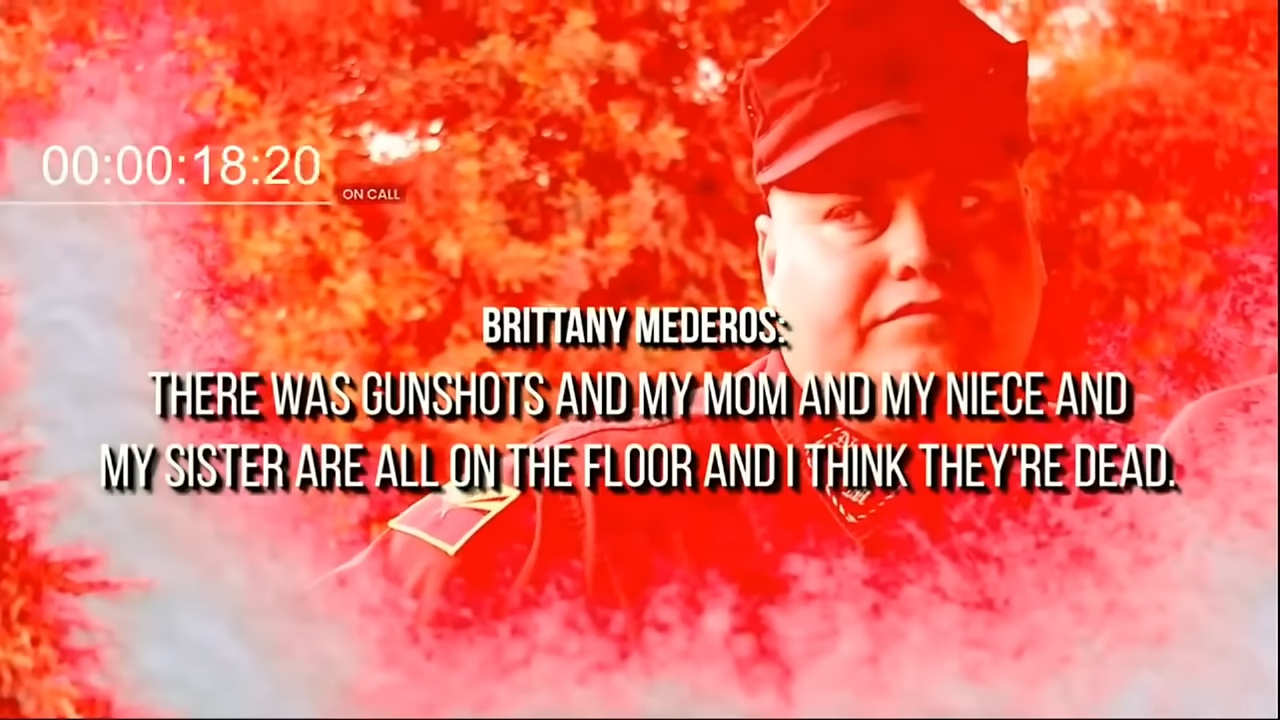 00:00:18:20
ON CALL
BRITTANY MEDEROS:
THERE WAS GUNSHOTS AND MY MOM AND MY NIECE AND
MY SISTER ARE ALL ON THE FLOOR AND I THINK THEY'RE DEAD.